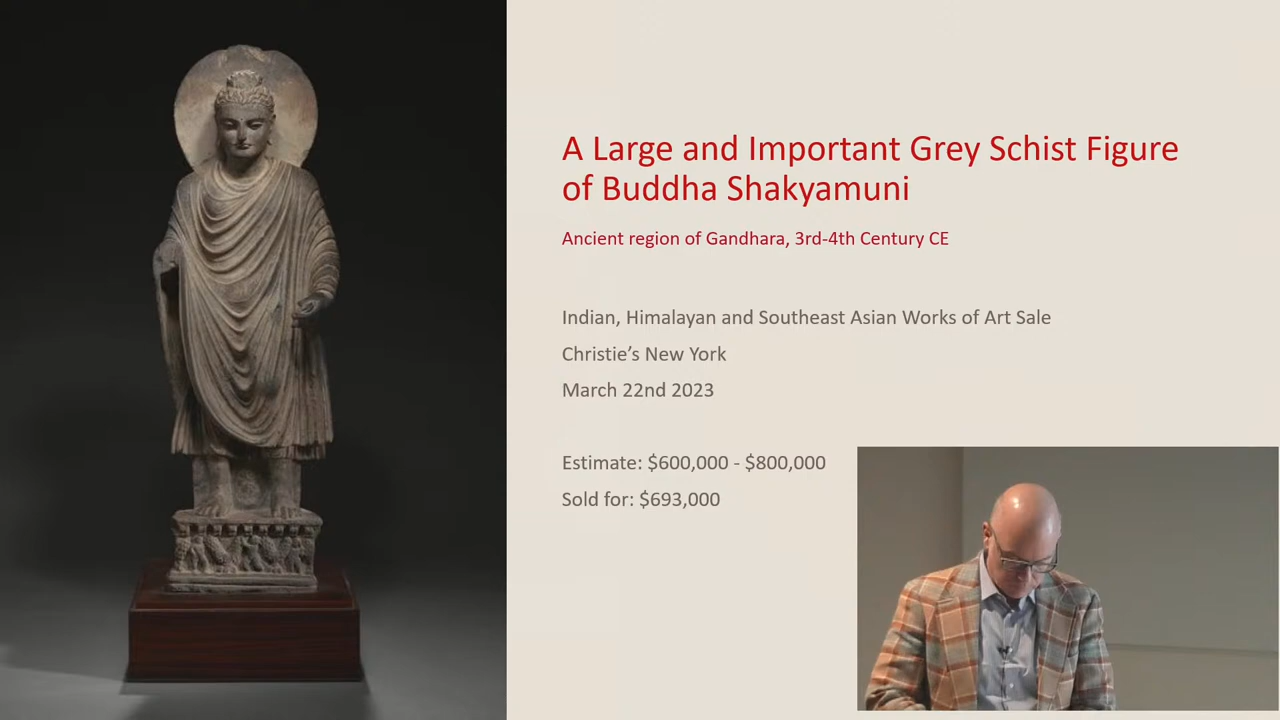 A Large and Important Grey Schist Figure
of Buddha Shakyamuni
Ancient region of Gandhara, 3rd-4th Century CE
Indian, Himalayan and Southeast Asian Works of Art Sale
Christie’s New York
March 22nd 2023
Estimate: $600,000 - $800,000
Sold for: $693,000